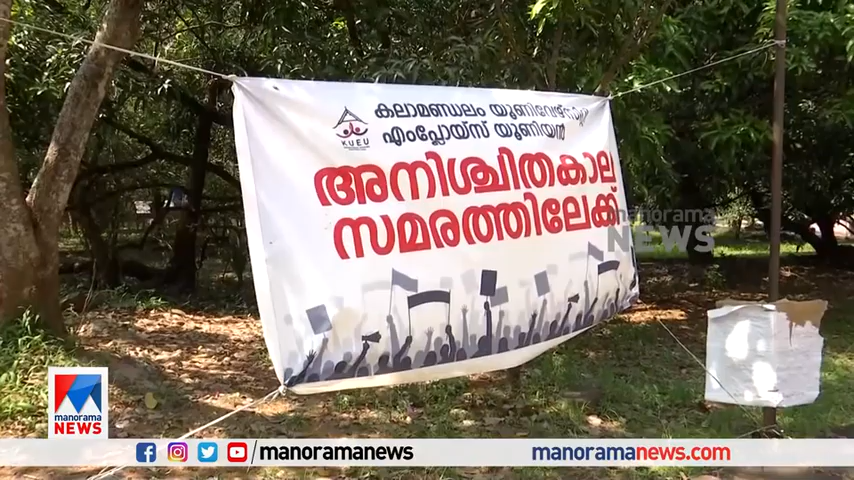 കലാമണ്ഡലം യൂണിവേഴ്സിറ്റി
എംപ്ലോയ്സ് യൂണിയൻ
KUEU
അനിശ്ചിതകാല
സമരത്തിലേക്ക്
manorama
NEWS
manorama
NEWS
manoramanews
manoramanews.com